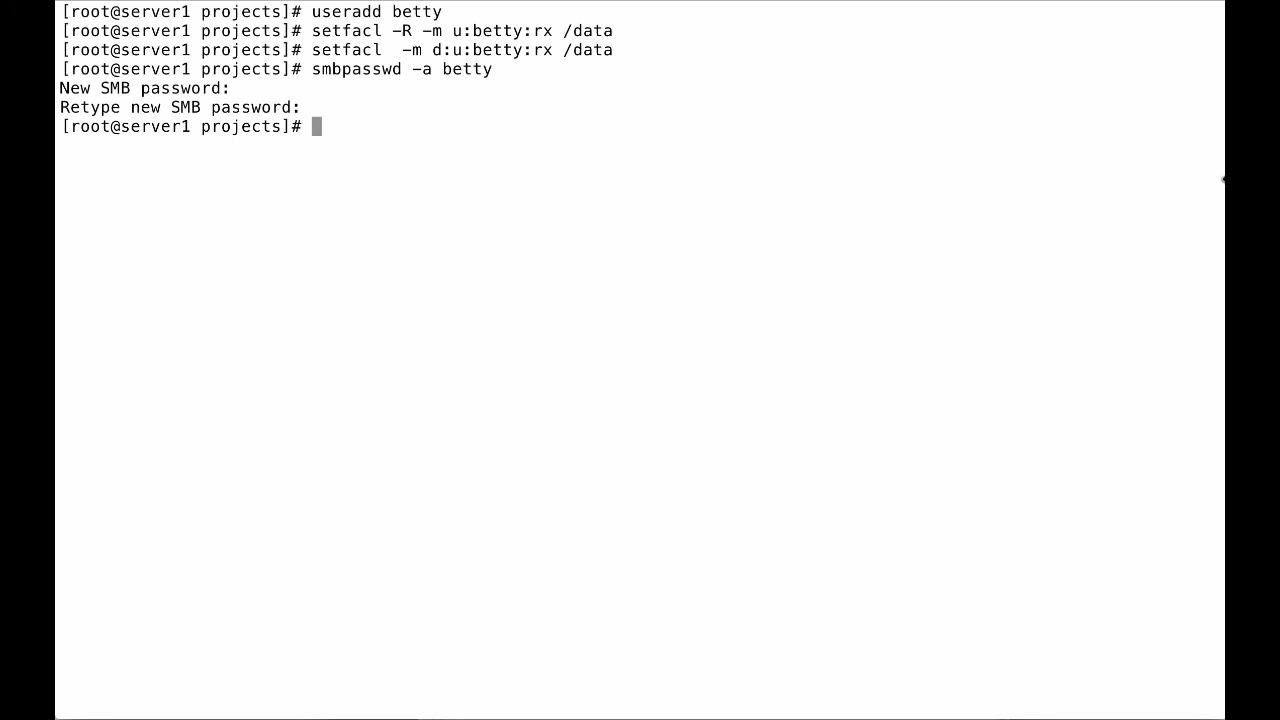 [root@server1 projects]# useradd betty
[root@server1 projects]# setfacl -R -m u:betty:rx /data
[root@server1 projects]# setfacl  -m d:u:betty:rx /data
[root@server1 projects]# smbpasswd -a betty
New SMB password:
Retype new SMB password:
[root@server1 projects]#